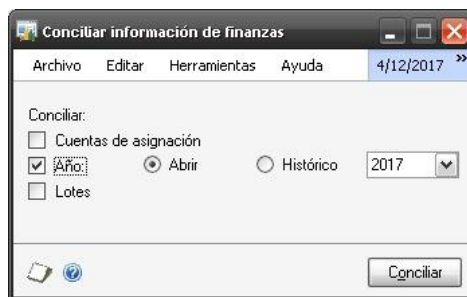 Conciliar información de finanzas
Archivo Editar Herramientas Ayuda 4/12/2017 »
Conciliar:
Cuentas de asignación
Año: Abrir Histórico 2017
Lotes
Conciliar